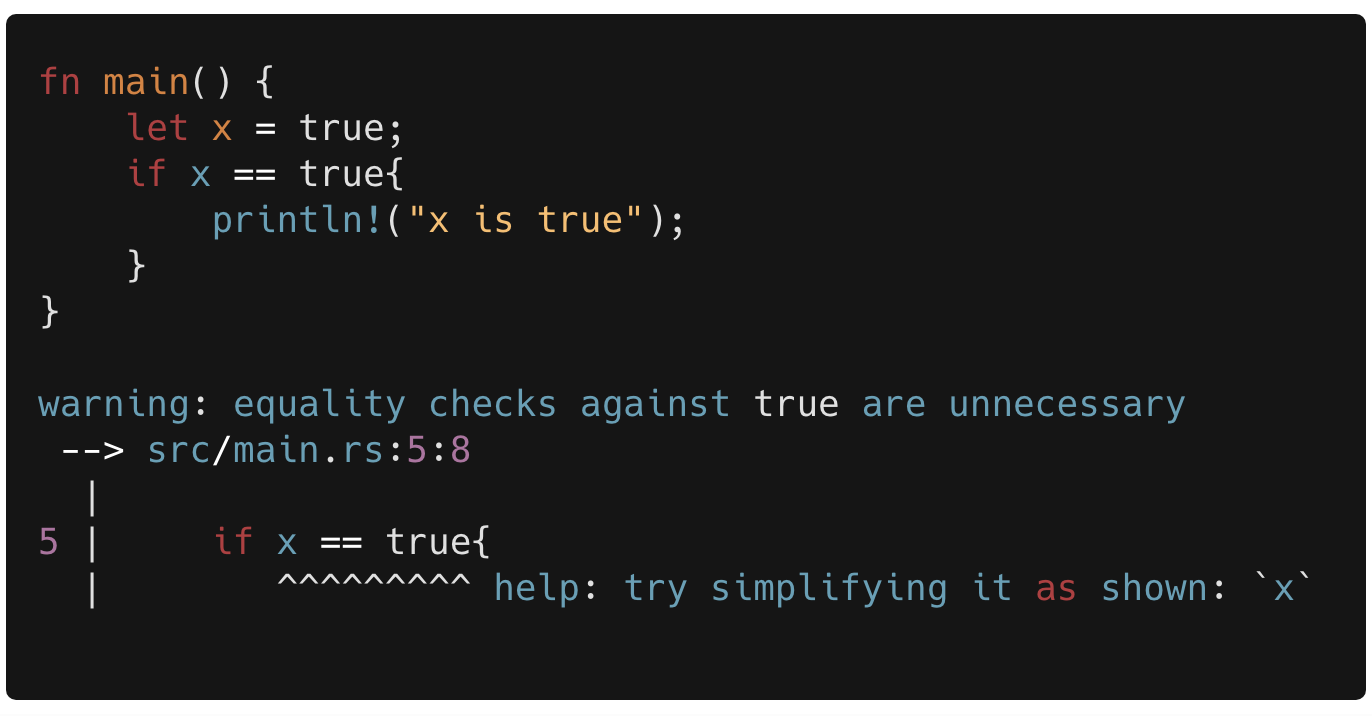 fn main() {
    let x = true;
    if x == true{
        println!("x is true");
    }
}

warning: equality checks against true are unnecessary
 --> src/main.rs:5:8
  |
5 |     if x == true{
  |        ^^^^^^^^^ help: try simplifying it as shown: `x`